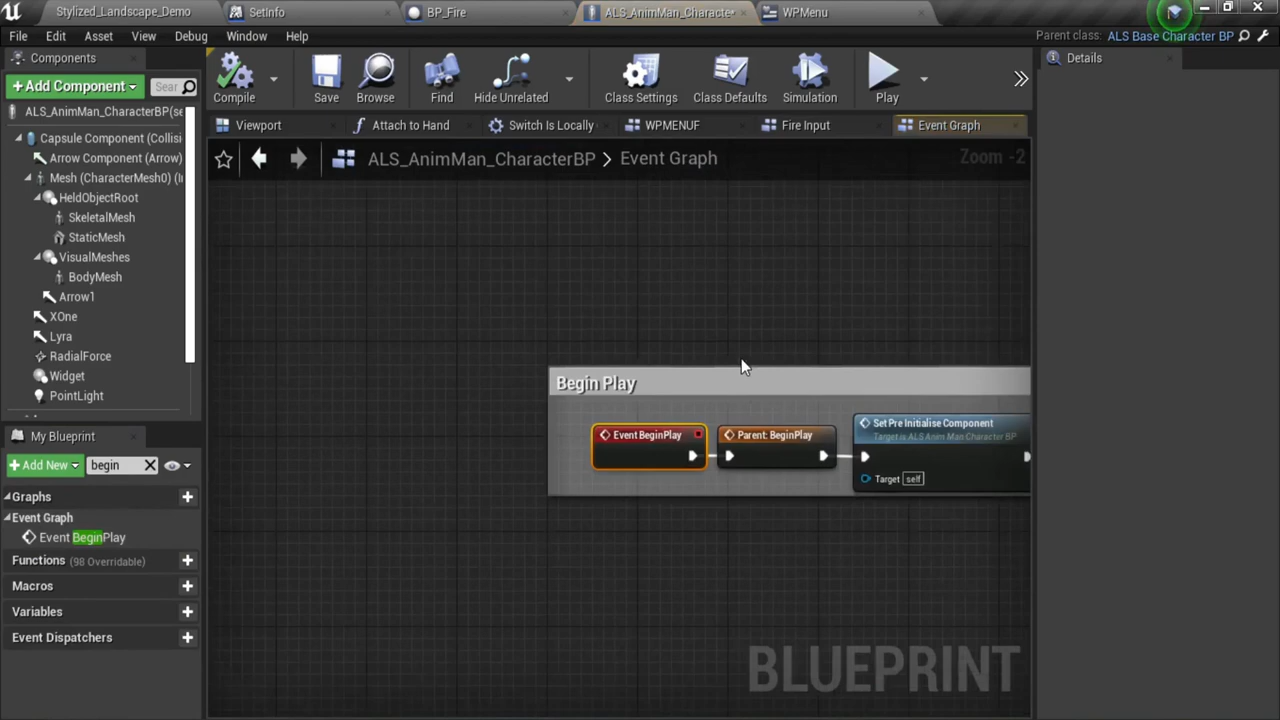 Stylized_Landscape_Demo
SetInfo
BP_Fire
ALS_AnimMan_Character
WPMenu
File Edit Asset View Debug Window Help
Parent class: ALS Base Character BP
Components
+Add Component
Sear
Compile
Save
Browse
Find
Hide Unrelated
Class Settings
Class Defaults
Simulation
Play
Details
Viewport
Attach to Hand
Switch Is Locally
WPMENUF
Fire Input
Event Graph
ALS_AnimMan_CharacterBP > Event Graph
Zoom -2
ALS_AnimMan_CharacterBP(se
Capsule Component (Collisi
Arrow Component (Arrow)
Mesh (CharacterMesh0) (I
HeldObjectRoot
SkeletalMesh
StaticMesh
VisualMeshes
BodyMesh
Arrow1
XOne
Lyra
RadialForce
Widget
PointLight
My Blueprint
+Add New
begin
Graphs
Event Graph
Event BeginPlay
Functions (98 Overridable)
Macros
Variables
Event Dispatchers
Begin Play
Event BeginPlay
Parent: BeginPlay
Set Pre Initialise Component
Target is ALS Anim Man Character BP
Target self
BLUEPRINT